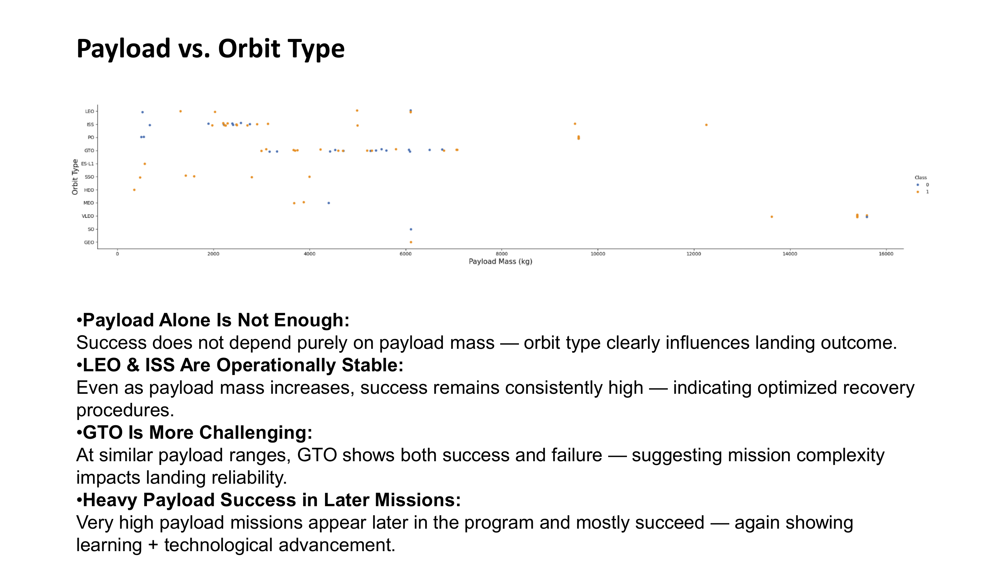 Payload vs. Orbit Type
LEO
ISS
PO
GTO
ES-L1
SSO
HEO
MEO
VLEO
SO
GEO
Orbit Type
0 2000 4000 6000 8000 10000 12000 14000 16000
Payload Mass (kg)
Class
0
1
•Payload Alone Is Not Enough:
Success does not depend purely on payload mass — orbit type clearly influences landing outcome.
•LEO & ISS Are Operationally Stable:
Even as payload mass increases, success remains consistently high — indicating optimized recovery
procedures.
•GTO Is More Challenging:
At similar payload ranges, GTO shows both success and failure — suggesting mission complexity
impacts landing reliability.
•Heavy Payload Success in Later Missions:
Very high payload missions appear later in the program and mostly succeed — again showing
learning + technological advancement.